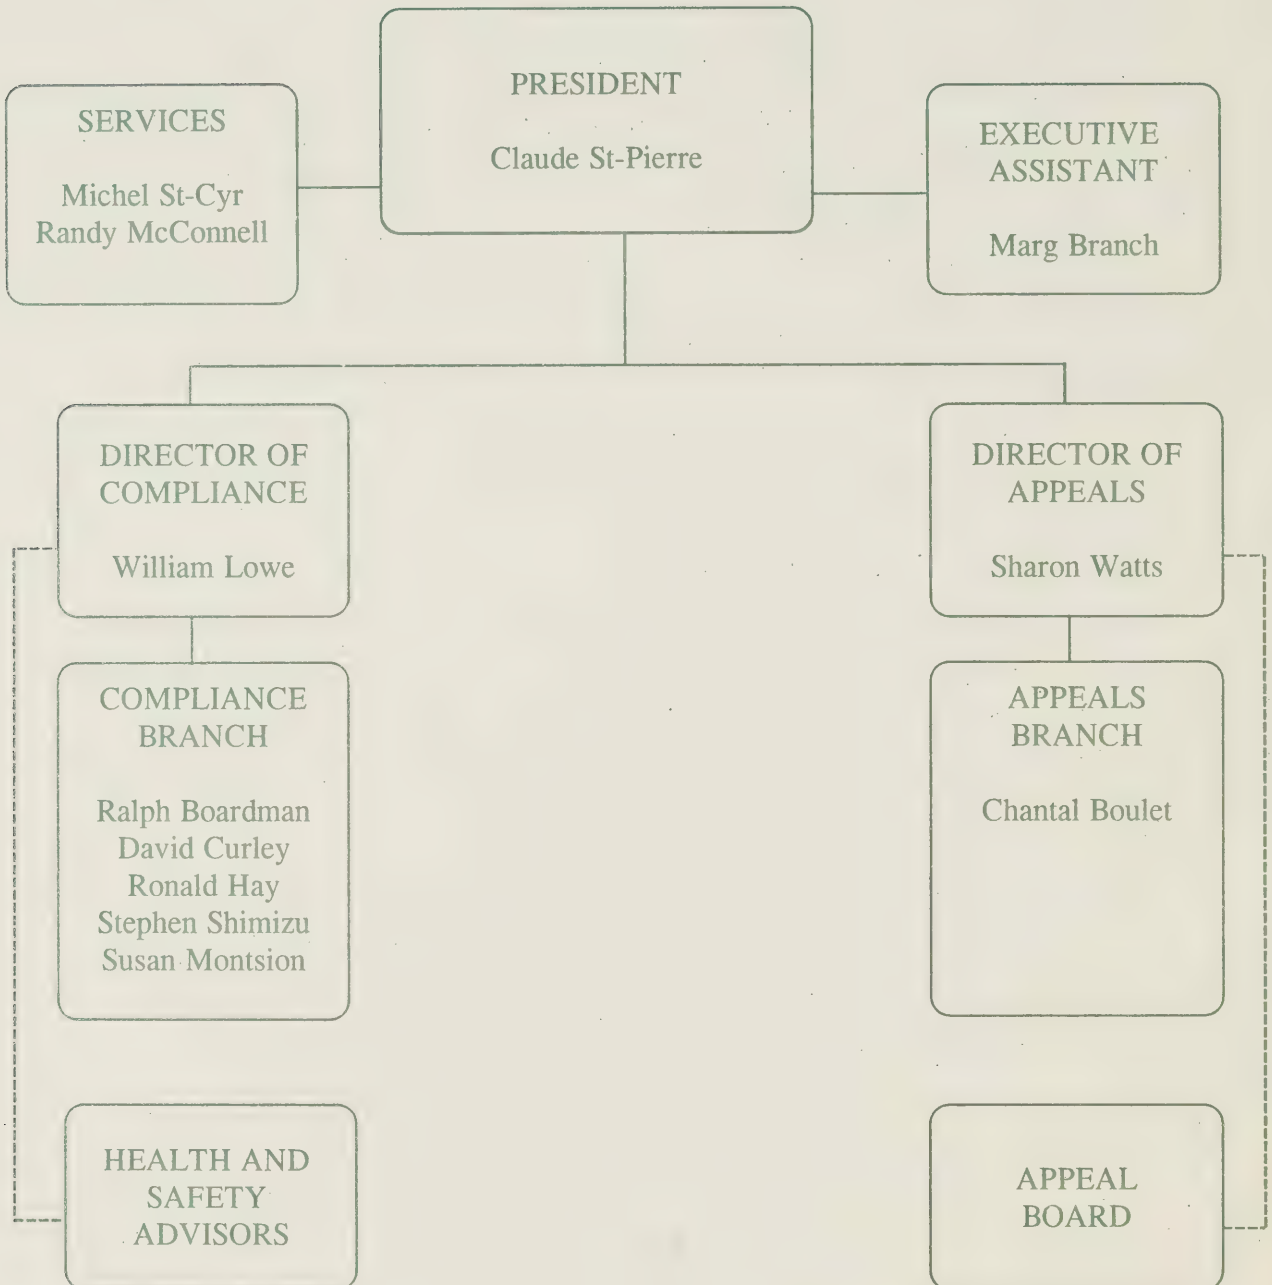 PRESIDENT
Claude St-Pierre
SERVICES
Michel St-Cyr
Randy McConnell
EXECUTIVE
ASSISTANT
Marg Branch
DIRECTOR OF
COMPLIANCE
William Lowe
DIRECTOR OF
APPEALS
Sharon Watts
COMPLIANCE
BRANCH
Ralph Boardman
David Curley
Ronald Hay
Stephen Shimizu
Susan Montsion
APPEALS
BRANCH
Chantal Boulet
HEALTH AND
SAFETY
ADVISORS
APPEAL
BOARD